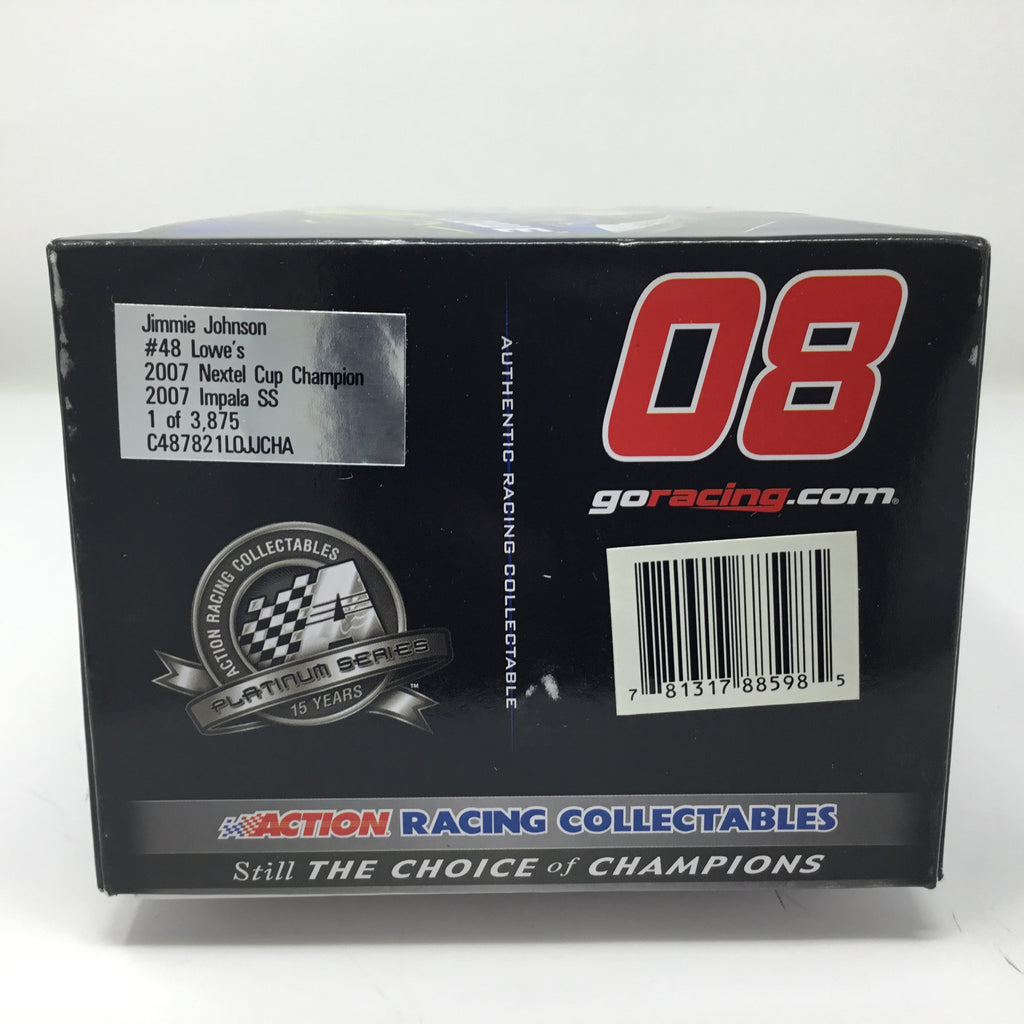 Jimmie Johnson
#48 Lowe's
2007 Nextel Cup Champion
2007 Impala SS
1 of 3,875
C487821LOJJCHA
ACTION RACING COLLECTABLES
PLATINUM SERIES
TM
15 YEARS
AUTHENTIC RACING COLLECTABLE
08
goracing.com®
7 81317 88598 5
ACTION RACING COLLECTABLES
Still THE CHOICE of CHAMPIONS